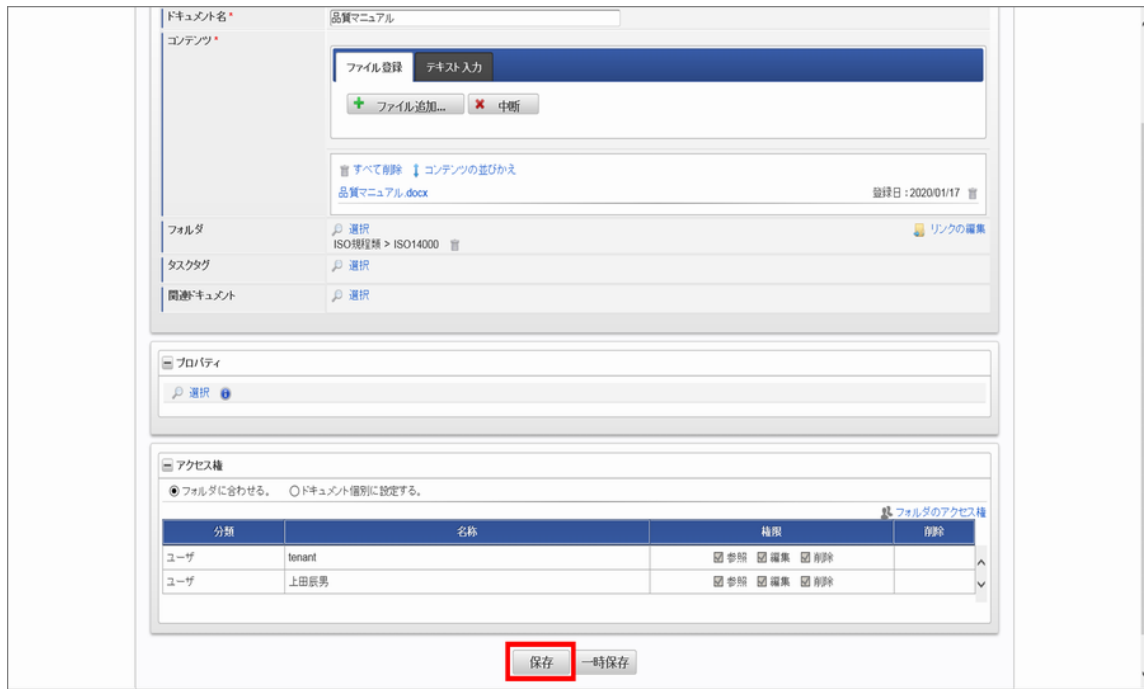 ドキュメント名*
品質マニュアル
コンテンツ*
ファイル登録 テキスト入力
ファイル追加... 中断
すべて削除 コンテンツの並びかえ
品質マニュアル.docx 登録日:2020/01/17
フォルダ 選択 リンクの編集
ISO規程類 > ISO14000
タスクタグ 選択
関連ドキュメント 選択
プロパティ
選択
アクセス権
フォルダに合わせる。 ドキュメント個別に設定する。
フォルダのアクセス権
分類 名称 権限 削除
ユーザ tenant 参照 編集 削除
ユーザ 上田辰男 参照 編集 削除
保存 一時保存